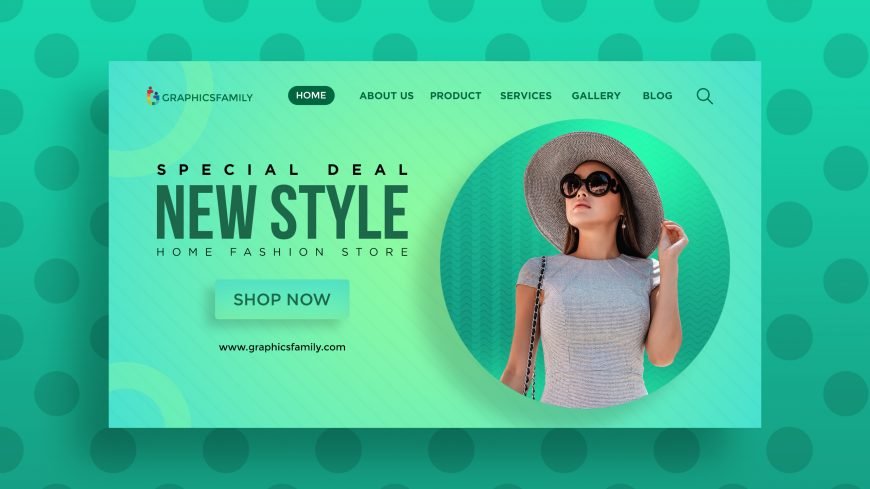 GRAPHICSFAMILY
HOME ABOUT US PRODUCT SERVICES GALLERY BLOG
SPECIAL DEAL
NEW STYLE
HOME FASHION STORE
SHOP NOW
www.graphicsfamily.com